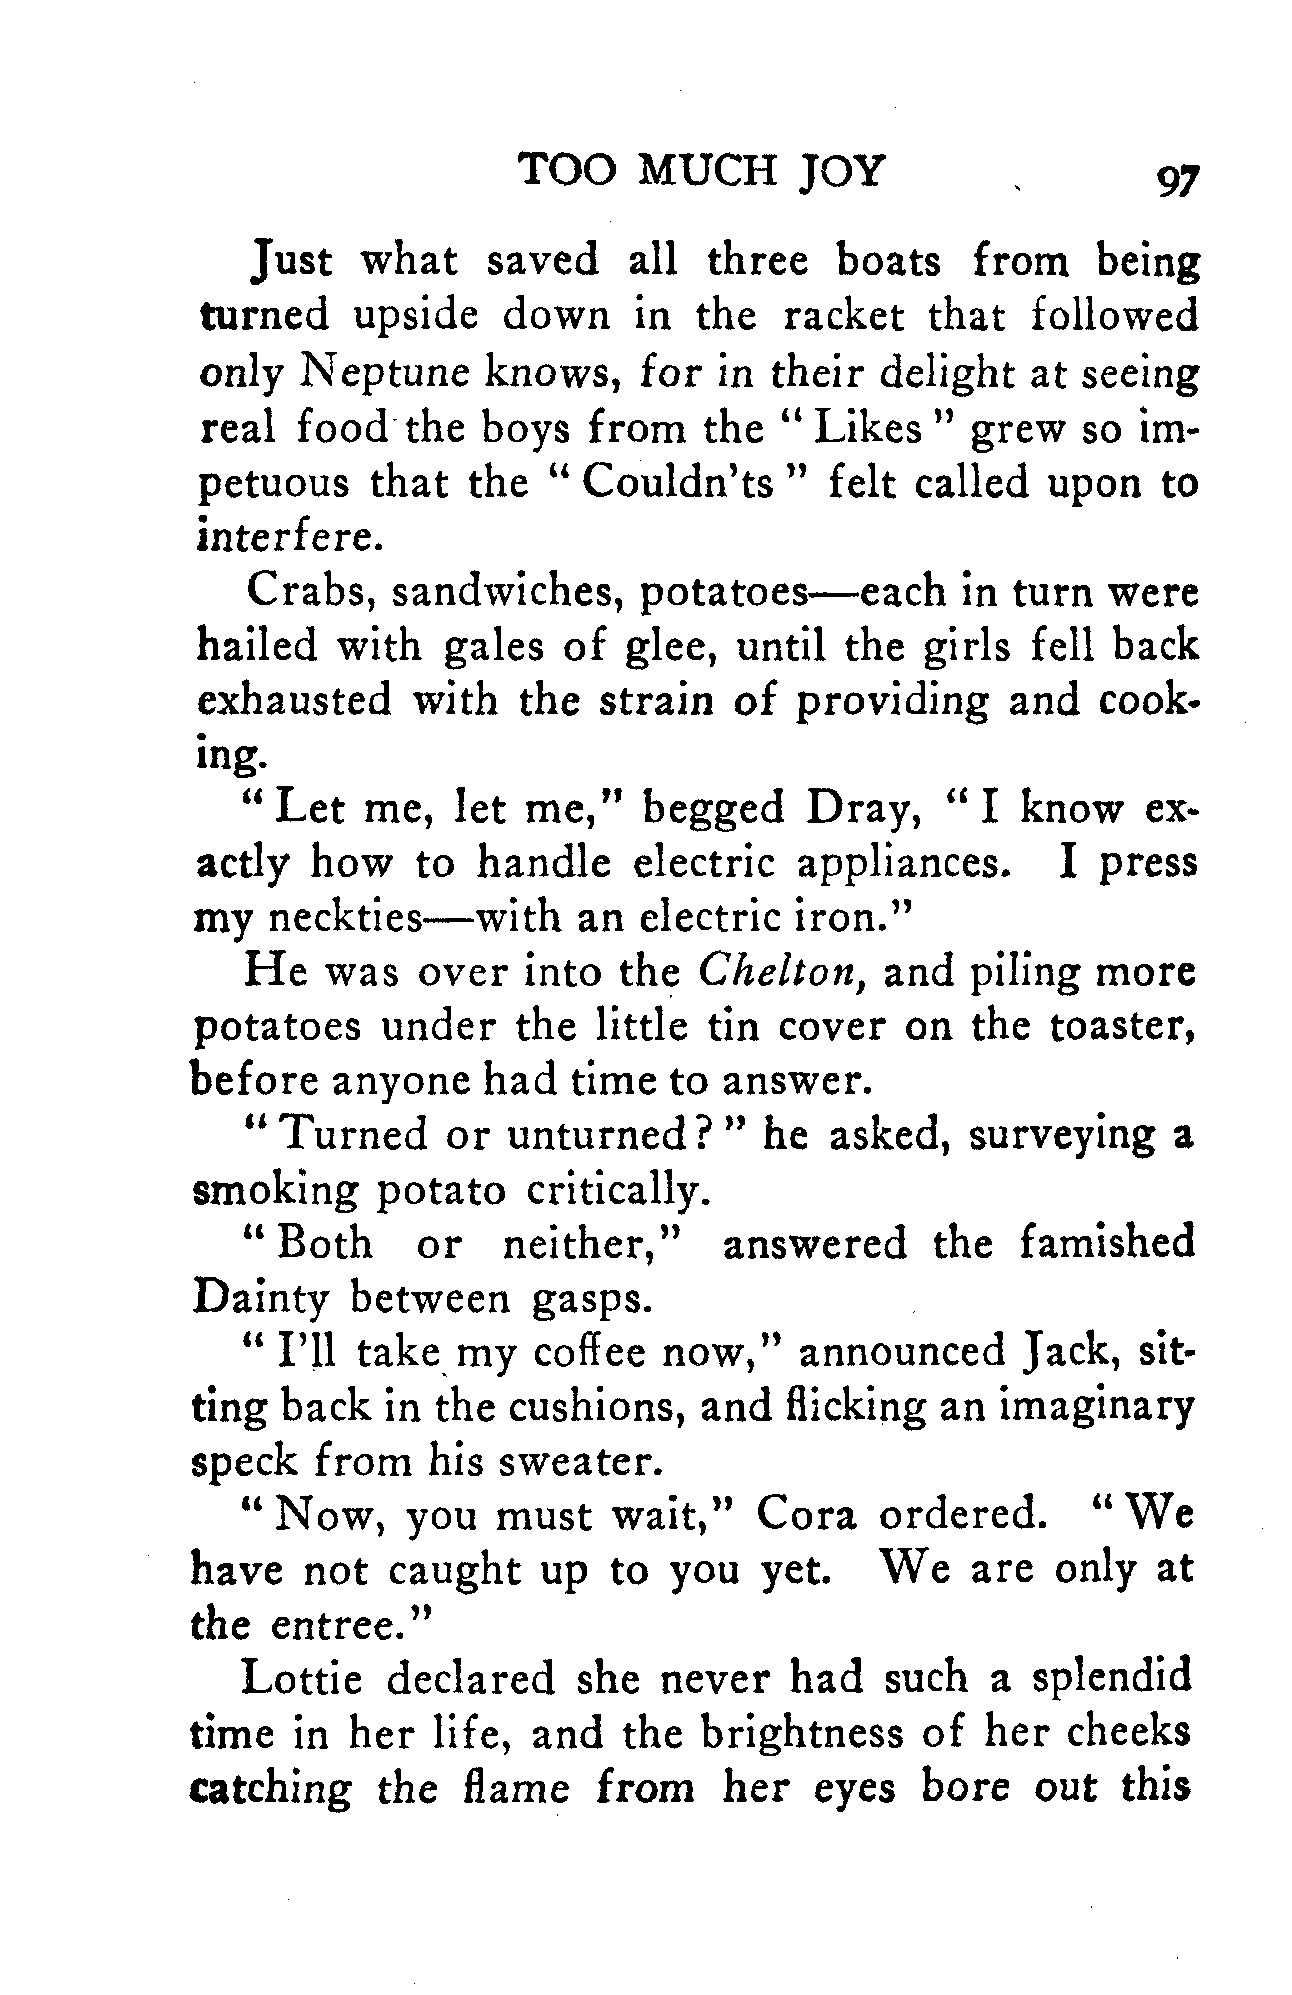 TOO MUCH JOY 97
Just what saved all three boats from being
turned upside down in the racket that followed
only Neptune knows, for in their delight at seeing
real food the boys from the " Likes " grew so im-
petuous that the " Couldn'ts " felt called upon to
interfere.
Crabs, sandwiches, potatoes—each in turn were
hailed with gales of glee, until the girls fell back
exhausted with the strain of providing and cook-
ing.
" Let me, let me," begged Dray, " I know ex-
actly how to handle electric appliances. I press
my neckties—with an electric iron."
He was over into the Chelton, and piling more
potatoes under the little tin cover on the toaster,
before anyone had time to answer.
" Turned or unturned? " he asked, surveying a
smoking potato critically.
" Both or neither," answered the famished
Dainty between gasps.
" I'll take my coffee now," announced Jack, sit-
ting back in the cushions, and flicking an imaginary
speck from his sweater.
" Now, you must wait," Cora ordered. " We
have not caught up to you yet. We are only at
the entree."
Lottie declared she never had such a splendid
time in her life, and the brightness of her cheeks
catching the flame from her eyes bore out this